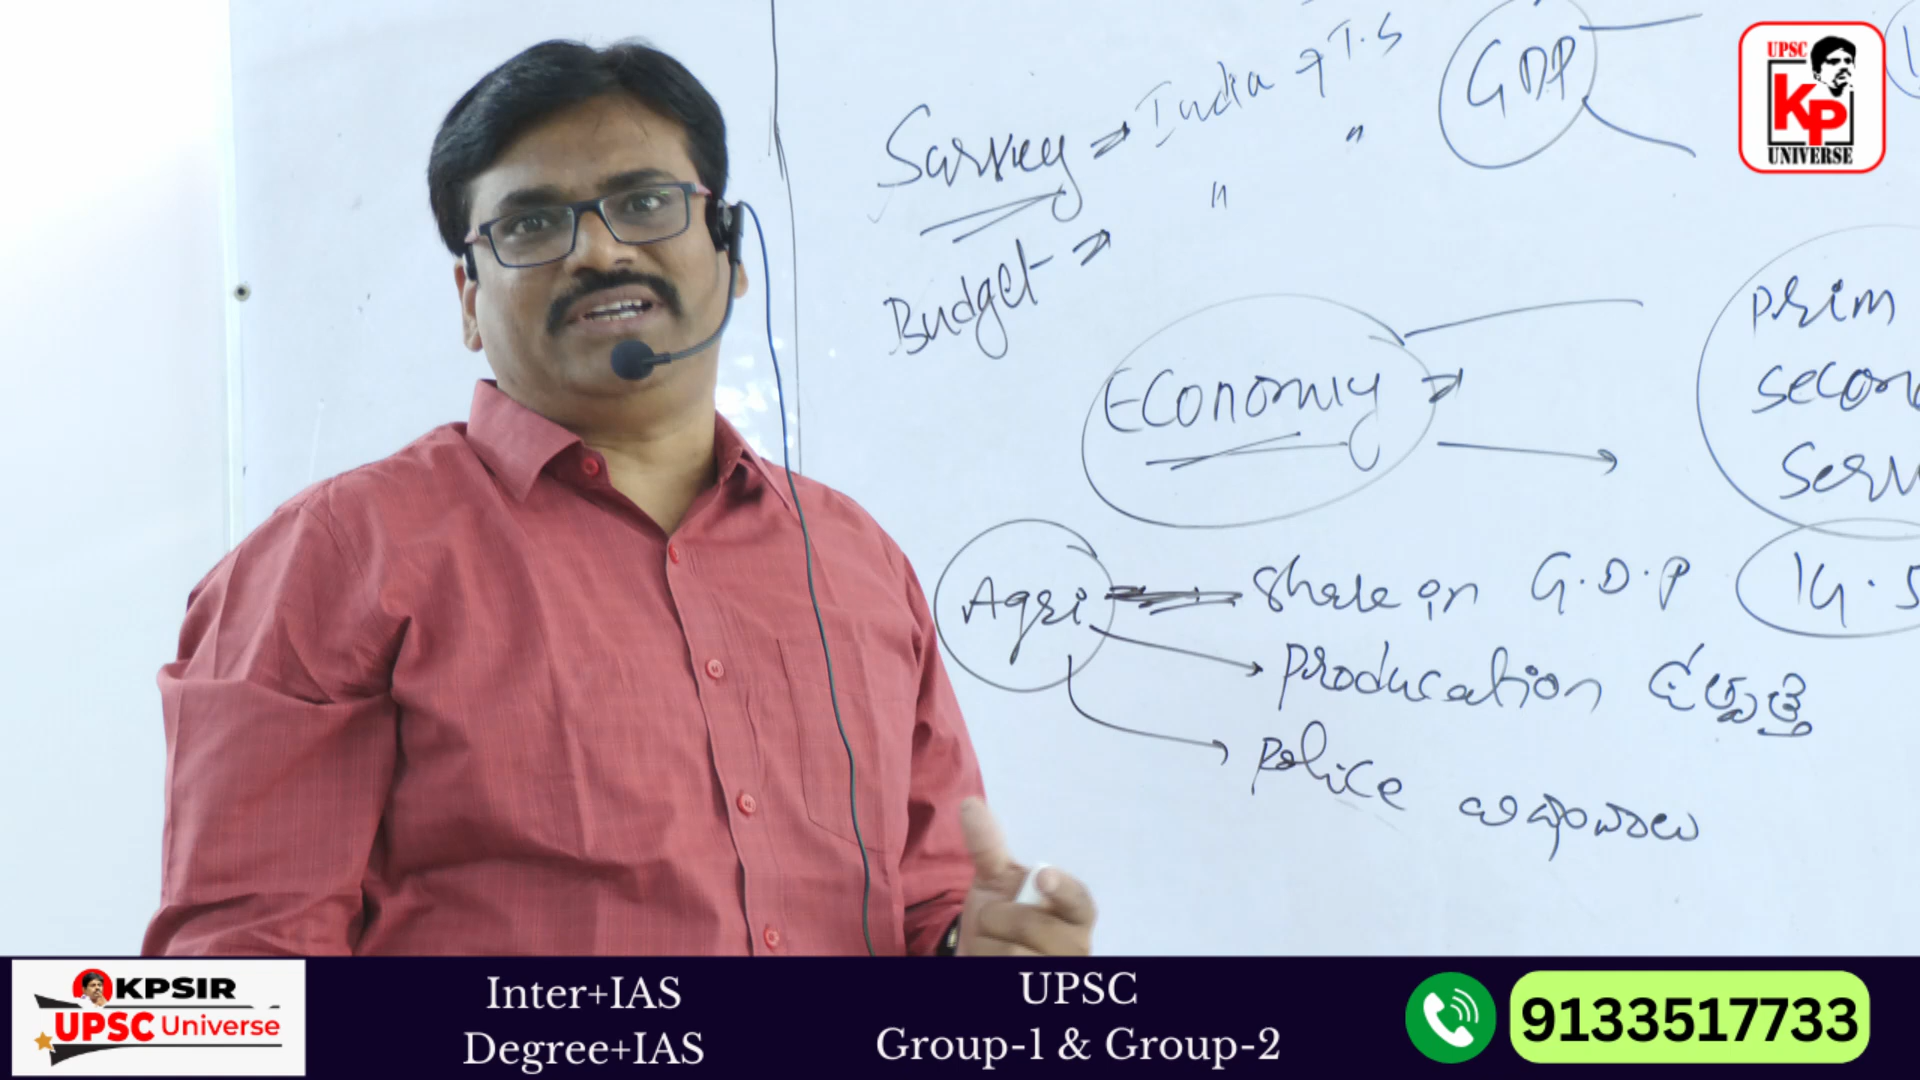 Survey → India → T.S
"
"
Budget →
GDP
UPSC
KP
UNIVERSE
Economy →
prim
secon
Serv
Agri
Share in G.D.P 14.5
producation ఉత్పత్తి
police
KPSIR
UPSC Universe
Inter+IAS
Degree+IAS
UPSC
Group-1 & Group-2
9133517733